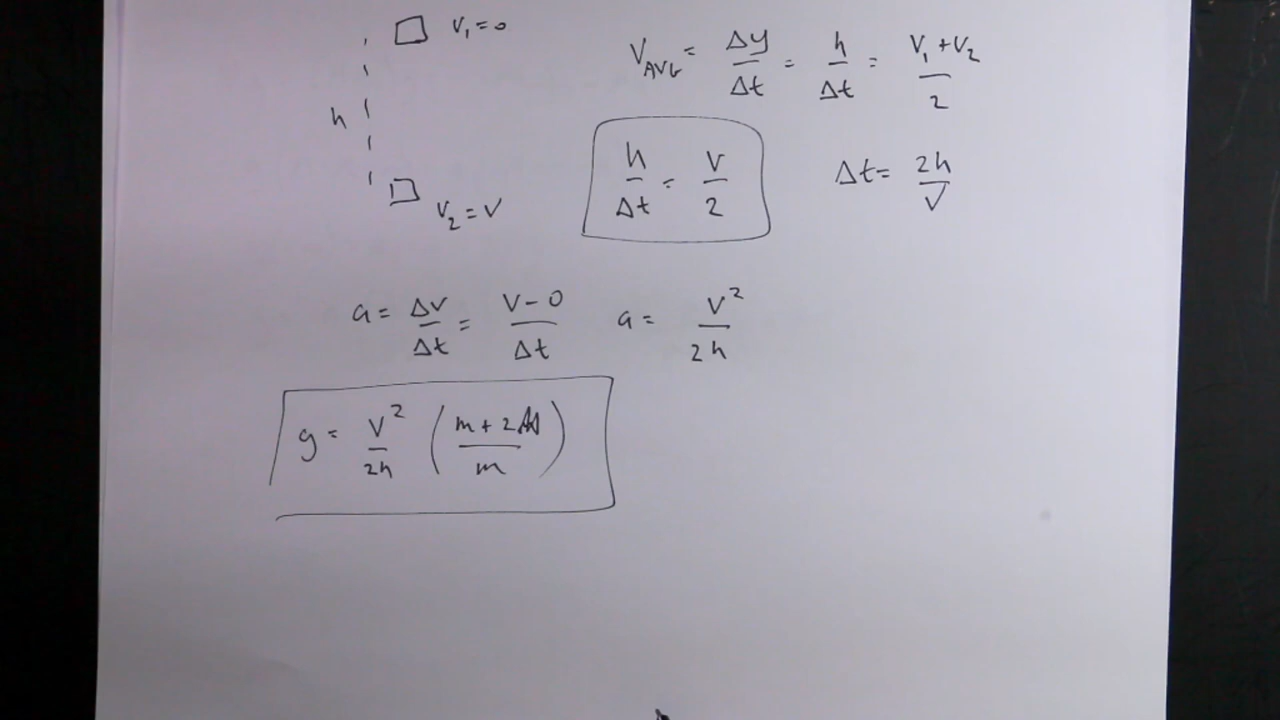 V₁=0
V_AVG = Δy/Δt = h/Δt = (V₁+V₂)/2
h
h/Δt = V/2
Δt= 2h/V
V₂=V
a= ΔV/Δt = (V-0)/Δt
a= V²/2h
g= V²/2h ((m+2M)/m)